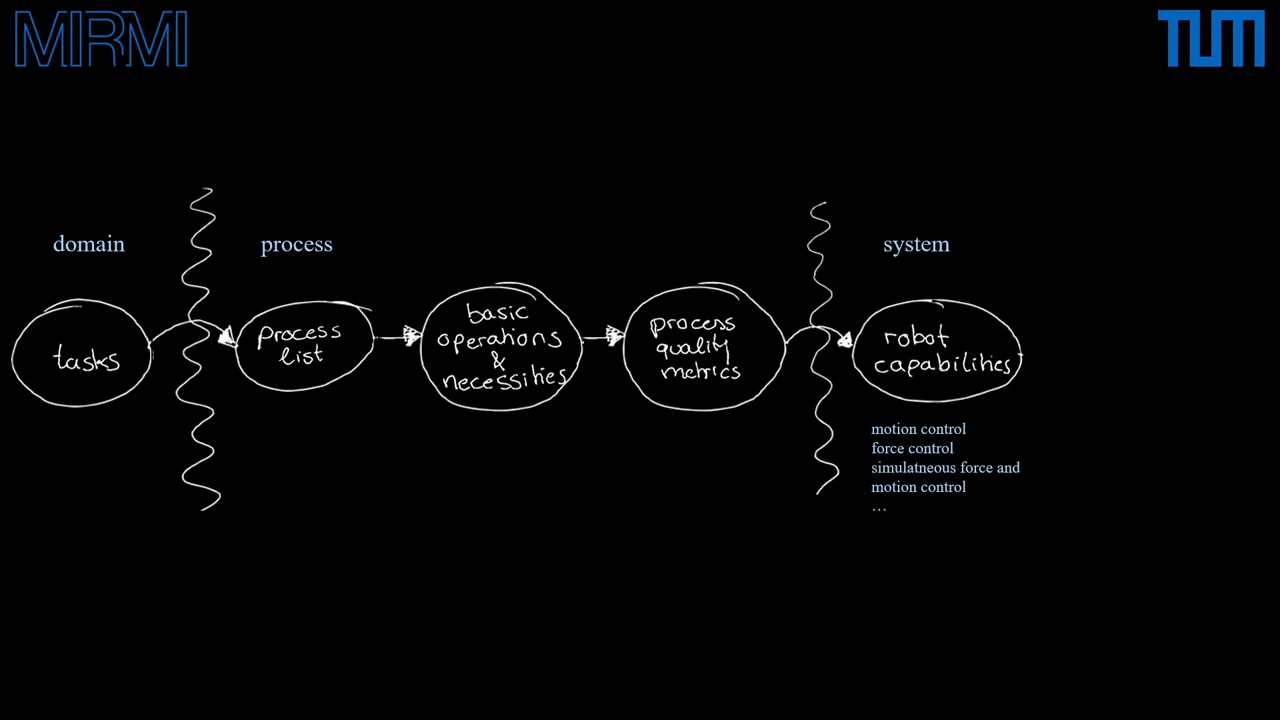 MIRMI
TUM
domain
process
system
tasks
process
list
basic
operations
&
necessities
process
quality
metrics
robot
capabilities
motion control
force control
simulatneous force and
motion control
...